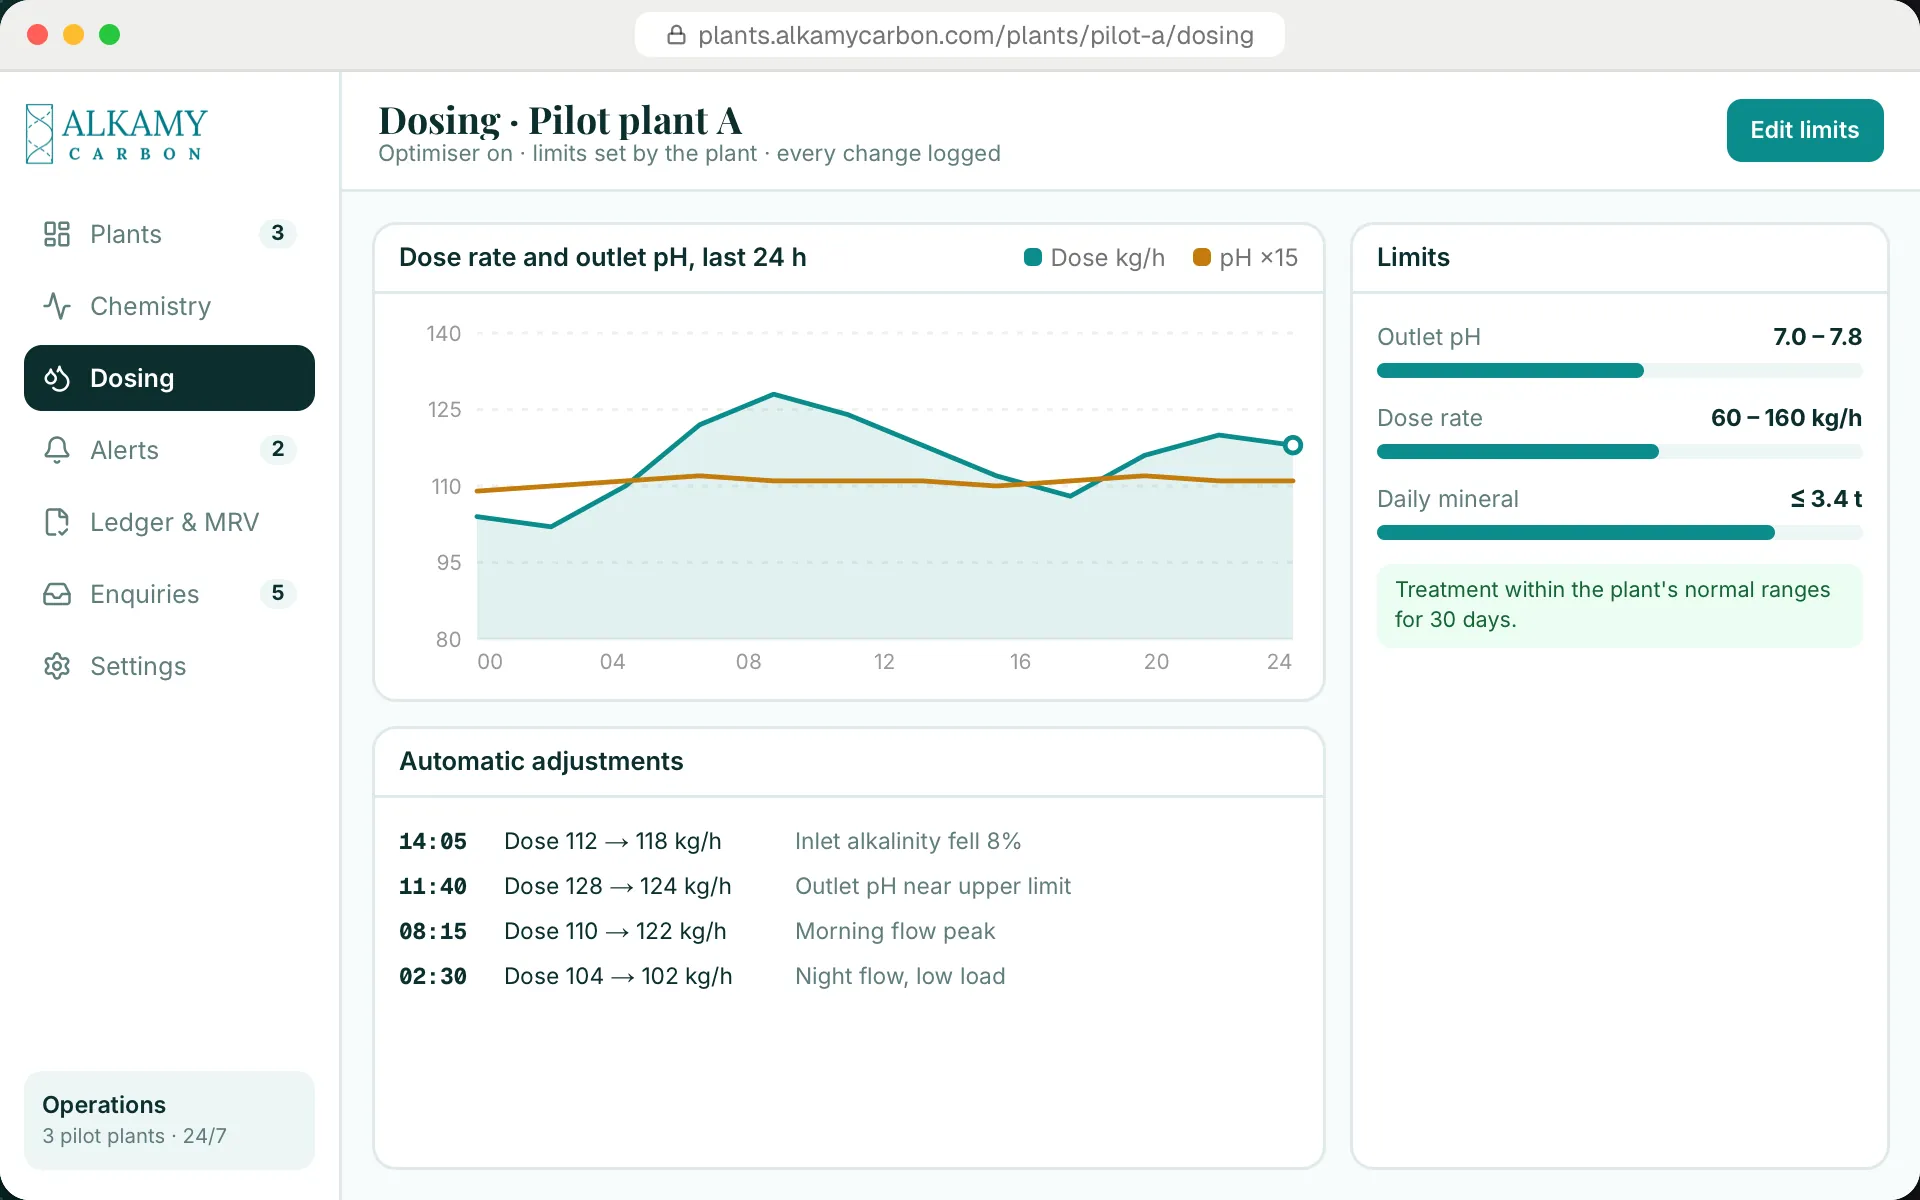 plants.alkamycarbon.com/plants/pilot-a/dosing
ALKAMY
CARBON
Plants 3
Chemistry
Dosing
Alerts 2
Ledger & MRV
Enquiries 5
Settings
Operations
3 pilot plants · 24/7
Dosing · Pilot plant A
Optimiser on · limits set by the plant · every change logged
Edit limits
Dose rate and outlet pH, last 24 h
Dose kg/h
pH ×15
140
125
110
95
80
00 04 08 12 16 20 24
Automatic adjustments
14:05 Dose 112 → 118 kg/h Inlet alkalinity fell 8%
11:40 Dose 128 → 124 kg/h Outlet pH near upper limit
08:15 Dose 110 → 122 kg/h Morning flow peak
02:30 Dose 104 → 102 kg/h Night flow, low load
Limits
Outlet pH 7.0 – 7.8
Dose rate 60 – 160 kg/h
Daily mineral ≤ 3.4 t
Treatment within the plant's normal ranges
for 30 days.